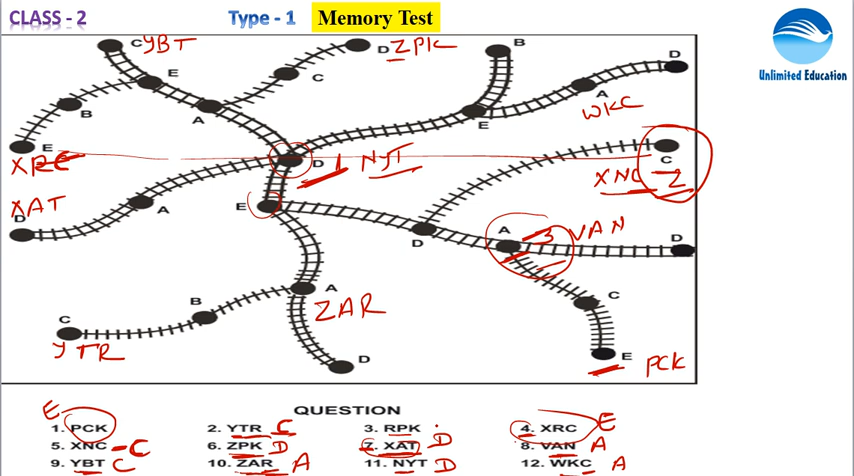 CLASS - 2
Type - 1
Memory Test
Unlimited Education
C YBT
D ZPK
B
D
E
C
A
WKC
B
A
E
E
XRC
D
1 NYT
C
XNC 2
XAT
D
A
E
D
A
3 VAN
D
A
B
C
C
ZAR
YTR
D
E
PCK
QUESTION
E
1. PCK
2. YTR C
3. RPK
4. XRC E
5. XNC - C
6. ZPK D
7. XAT D
8. VAN A
9. YBT C
10. ZAR A
11. NYT D
12. WKC A